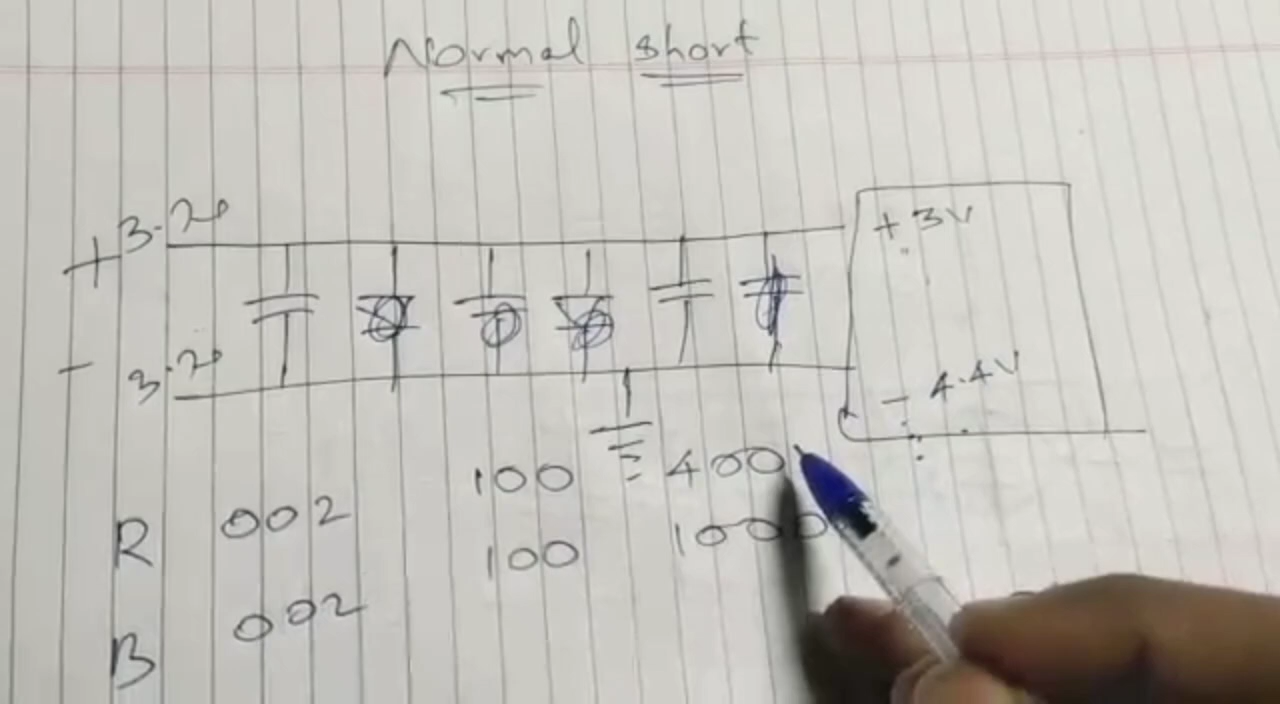 Normal short
+ 3.20
+ 3V
- 3.20
- 4.4V
R 002 100 400
B 002 100 1000